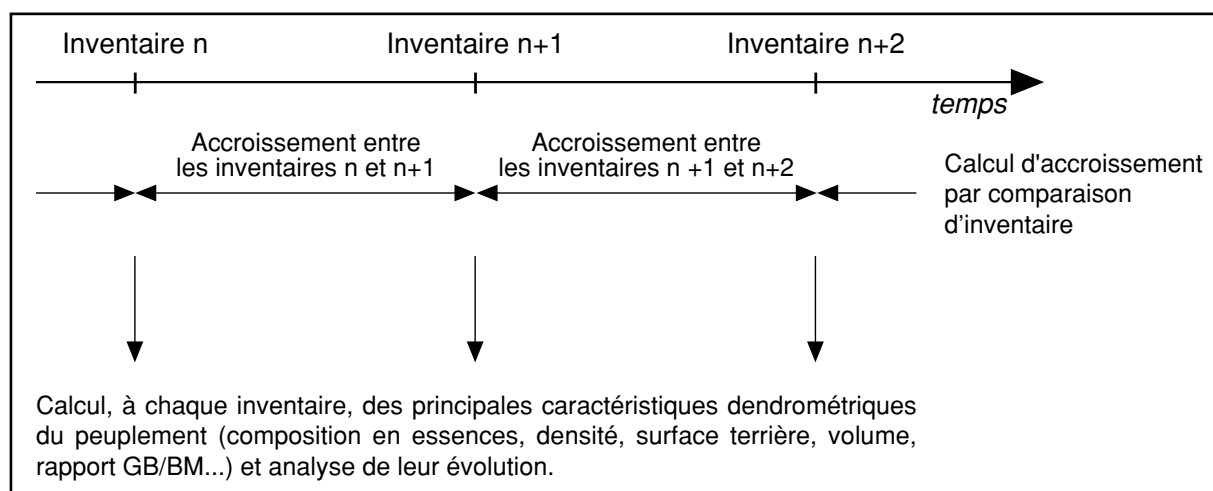 Inventaire n
Inventaire n+1
Inventaire n+2
temps
Accroissement entre
les inventaires n et n+1
Accroissement entre
les inventaires n +1 et n+2
Calcul d'accroissement
par comparaison
d’inventaire
Calcul, à chaque inventaire, des principales caractéristiques dendrométriques
du peuplement (composition en essences, densité, surface terrière, volume,
rapport GB/BM...) et analyse de leur évolution.